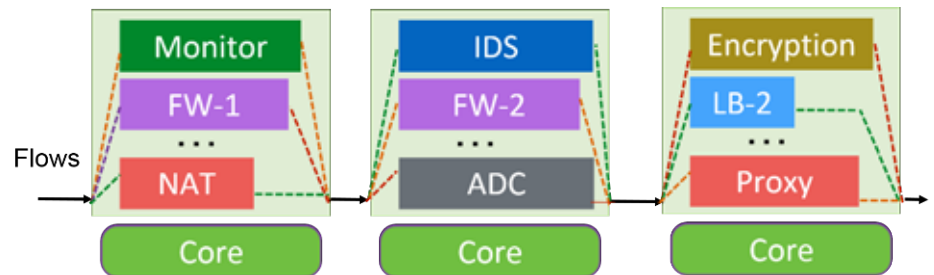 Monitor
FW-1
...
NAT
Core
IDS
FW-2
...
ADC
Core
Encryption
LB-2
...
Proxy
Core
Flows